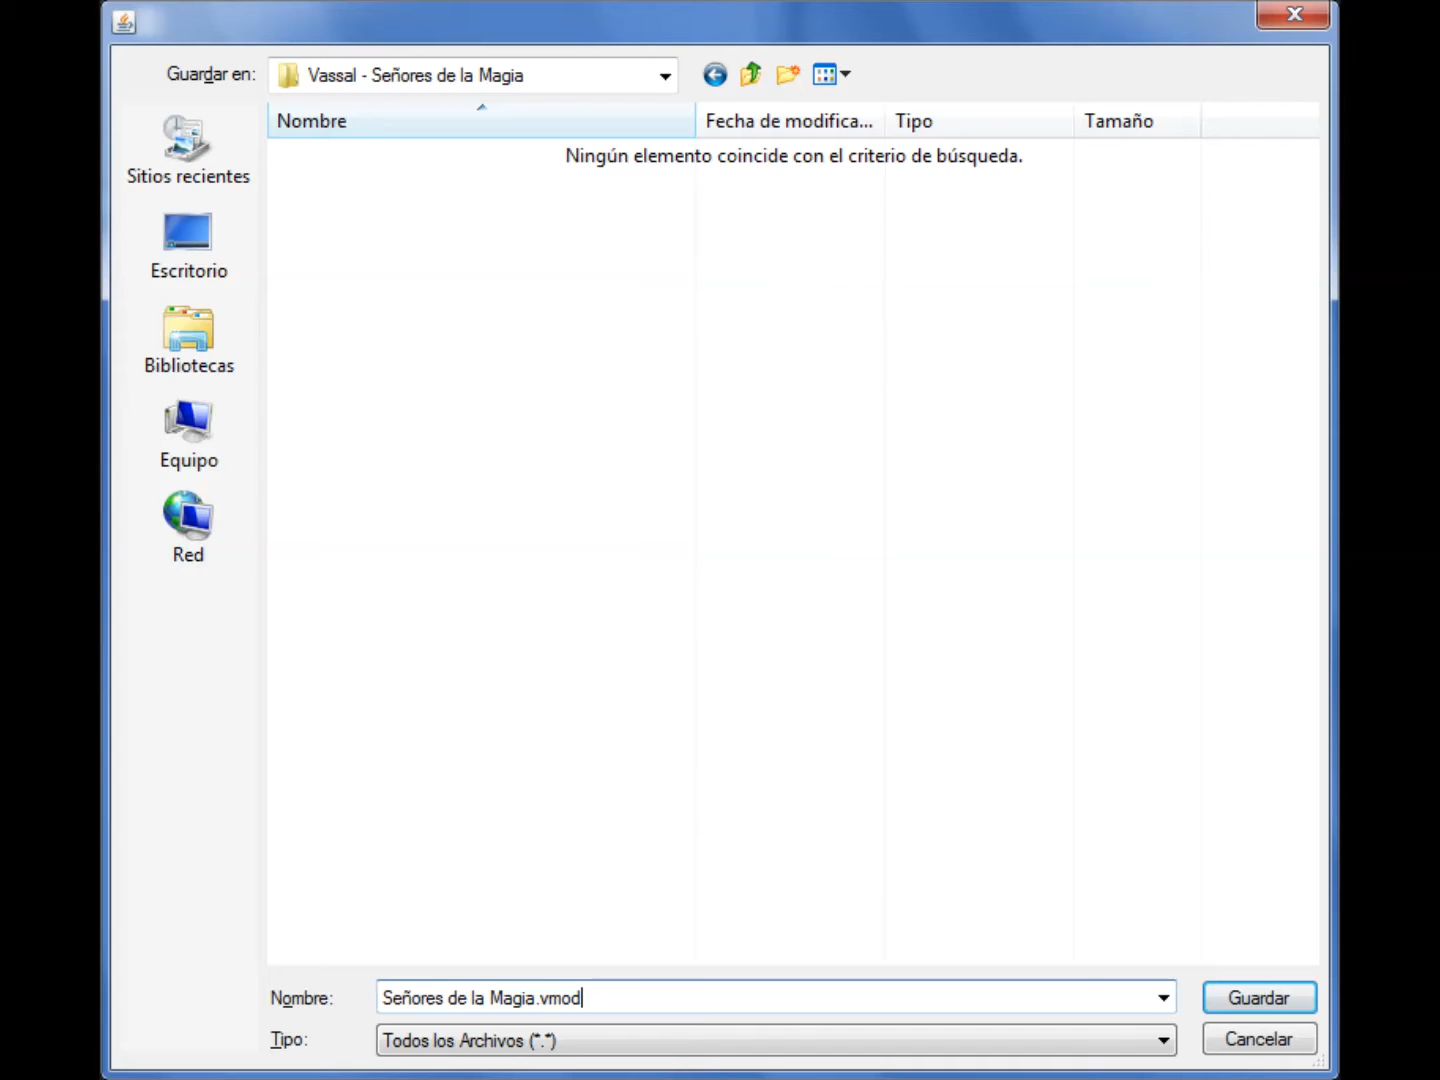 Guardar en:
Vassal - Señores de la Magia
Nombre
Fecha de modifica...
Tipo
Tamaño
Ningún elemento coincide con el criterio de búsqueda.
Sitios recientes
Escritorio
Bibliotecas
Equipo
Red
Nombre:
Señores de la Magia.vmod
Guardar
Tipo:
Todos los Archivos (*.*)
Cancelar